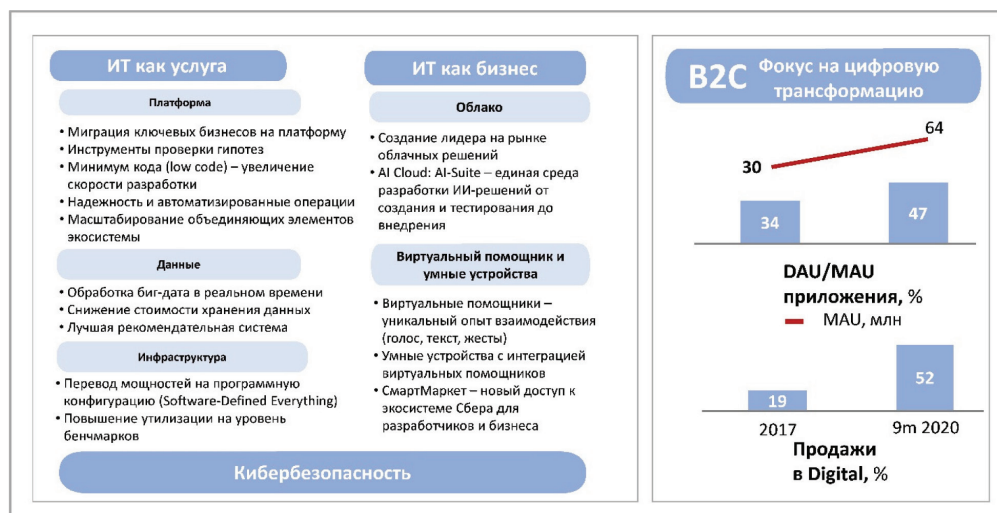 ИТ как услуга
Платформа
• Миграция ключевых бизнесов на платформу
• Инструменты проверки гипотез
• Минимум кода (low code) – увеличение
скорости разработки
• Надежность и автоматизированные операции
• Масштабирование объединяющих элементов
экосистемы
Данные
• Обработка биг-дата в реальном времени
• Снижение стоимости хранения данных
• Лучшая рекомендательная система
Инфраструктура
• Перевод мощностей на программную
конфигурацию (Software-Defined Everything)
• Повышение утилизации на уровень
бенчмарков
ИТ как бизнес
Облако
• Создание лидера на рынке
облачных решений
• AI Cloud: AI-Suite – единая среда
разработки ИИ-решений от
создания и тестирования до
внедрения
Виртуальный помощник и
умные устройства
• Виртуальные помощники –
уникальный опыт взаимодействия
(голос, текст, жесты)
• Умные устройства с интеграцией
виртуальных помощников
• СмартМаркет – новый доступ к
экосистеме Сбера для
разработчиков и бизнеса
Кибербезопасность
B2C Фокус на цифровую
трансформацию
30
64
34
47
DAU/MAU
приложения, %
MAU, млн
19
52
2017
9m 2020
Продажи
в Digital, %